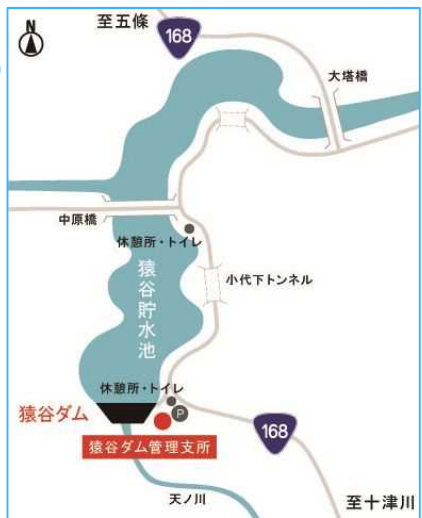 N
至五條
168
大塔橋
中原橋
休憩所・トイレ
小代下トンネル
猿谷貯水池
休憩所・トイレ
P
猿谷ダム
猿谷ダム管理支所
168
天ノ川
至十津川